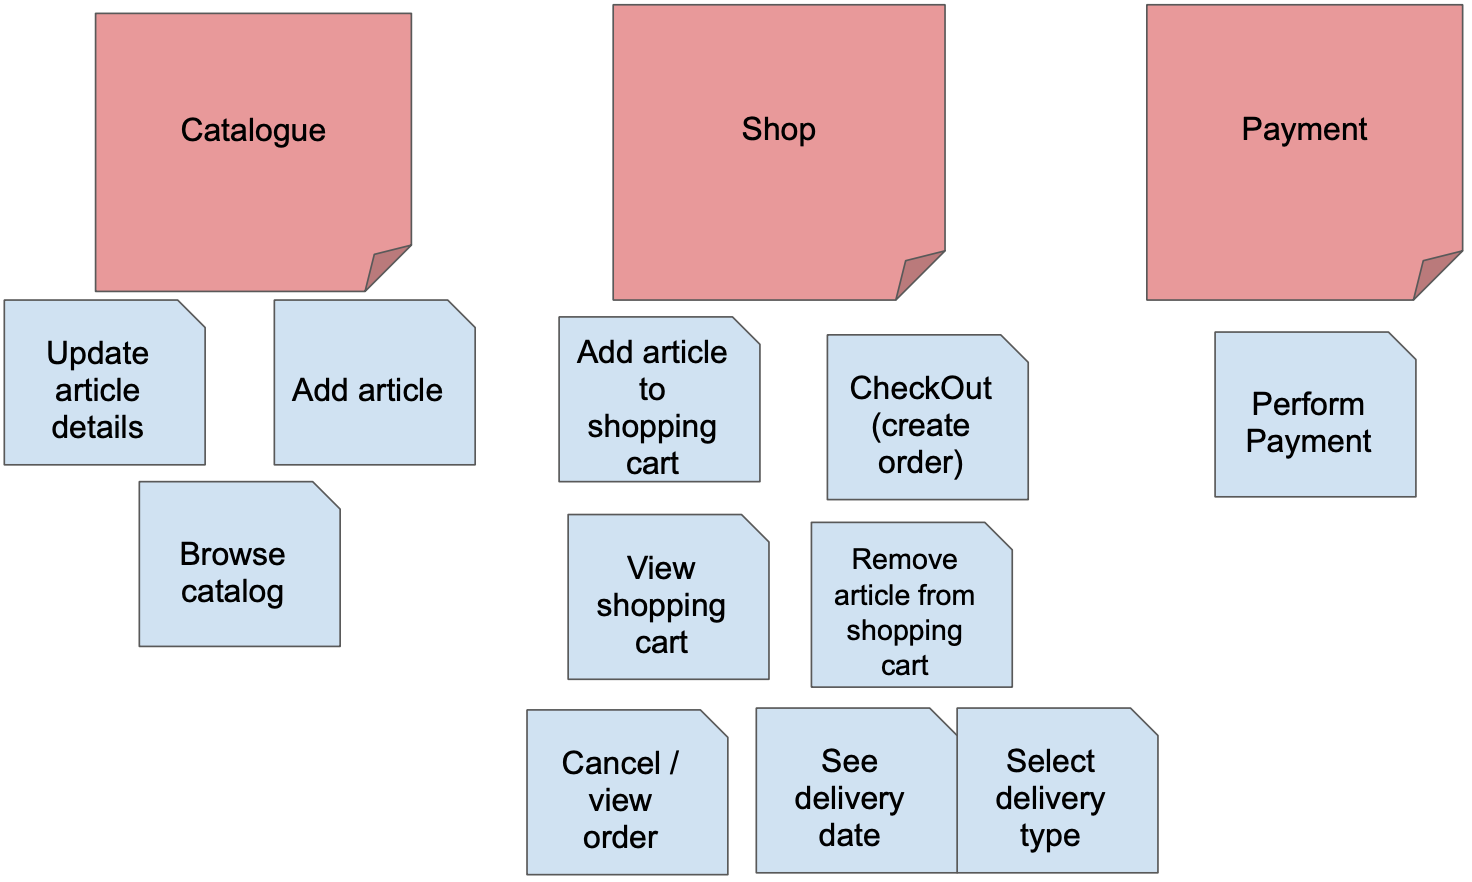 Catalogue
Shop
Payment
Update
article
details
Add article
Browse
catalog
Add article
to
shopping
cart
CheckOut
(create
order)
View
shopping
cart
Remove
article from
shopping
cart
Cancel /
view
order
See
delivery
date
Select
delivery
type
Perform
Payment